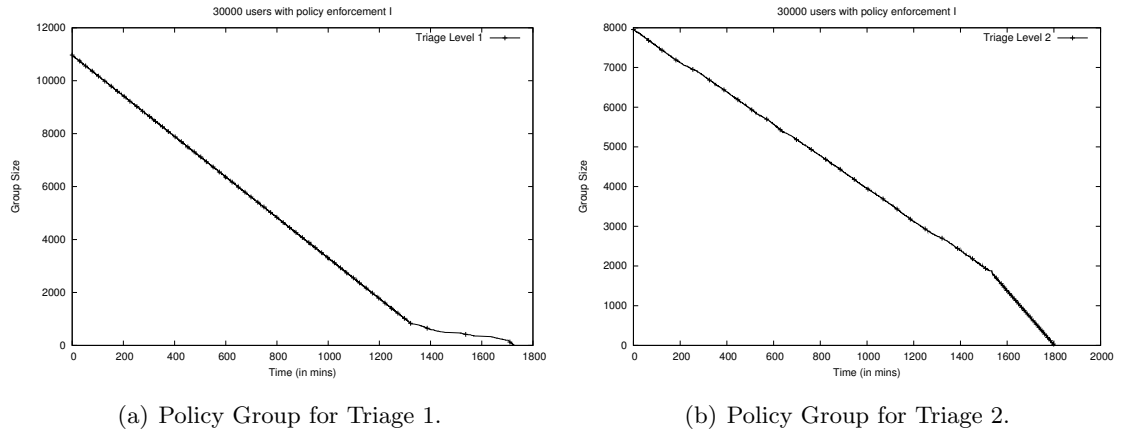 30000 users with policy enforcement I
Triage Level 1
12000
10000
8000
6000
4000
2000
0
Group Size
0 200 400 600 800 1000 1200 1400 1600 1800
Time (in mins)
(a) Policy Group for Triage 1.
30000 users with policy enforcement I
Triage Level 2
8000
7000
6000
5000
4000
3000
2000
1000
0
Group Size
0 200 400 600 800 1000 1200 1400 1600 1800 2000
Time (in mins)
(b) Policy Group for Triage 2.